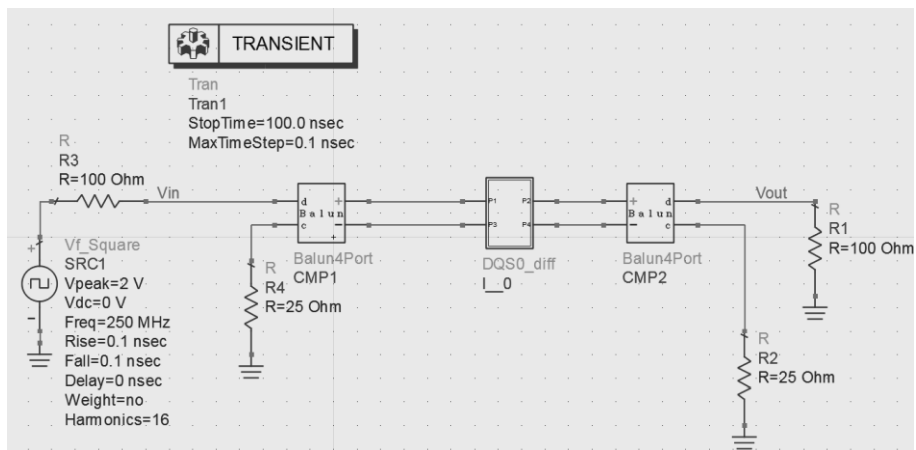 TRANSIENT
Tran
Tran1
StopTime=100.0 nsec
MaxTimeStep=0.1 nsec
R
R3
R=100 Ohm
Vin
d
+
Balun
c
-
+
Balun4Port
CMP1
P1
P2
P3
P4
DQS0_diff
I__0
+
d
Balun
-
c
Balun4Port
CMP2
Vout
R
R1
R=100 Ohm
+
-
Vf_Square
SRC1
Vpeak=2 V
Vdc=0 V
Freq=250 MHz
Rise=0.1 nsec
Fall=0.1 nsec
Delay=0 nsec
Weight=no
Harmonics=16
R
R4
R=25 Ohm
R
R2
R=25 Ohm